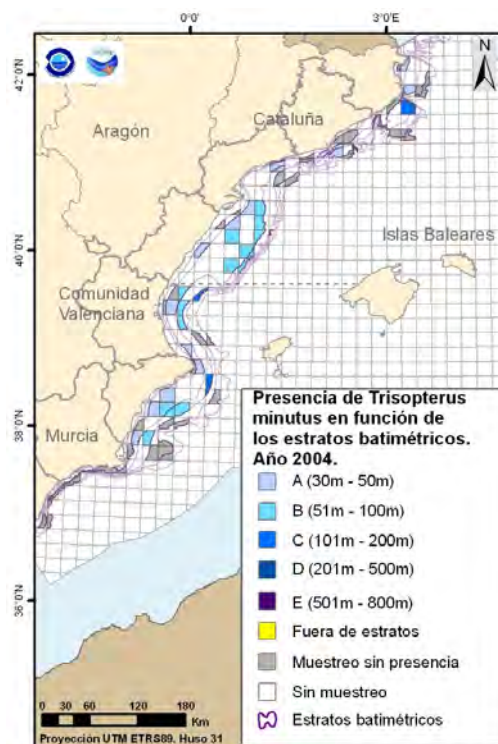 0°0'
3°0'E
42°0'N
Cataluña
Aragón
40°0'N
Islas Baleares
Comunidad
Valenciana
38°0'N
Murcia
36°0'N
N
Presencia de Trisopterus
minutus en función de
los estratos batimétricos.
Año 2004.
A (30m - 50m)
B (51m - 100m)
C (101m - 200m)
D (201m - 500m)
E (501m - 800m)
Fuera de estratos
Muestreo sin presencia
Sin muestreo
Estratos batimétricos
0 30 60 120 180
Km
Proyección UTM ETRS89. Huso 31